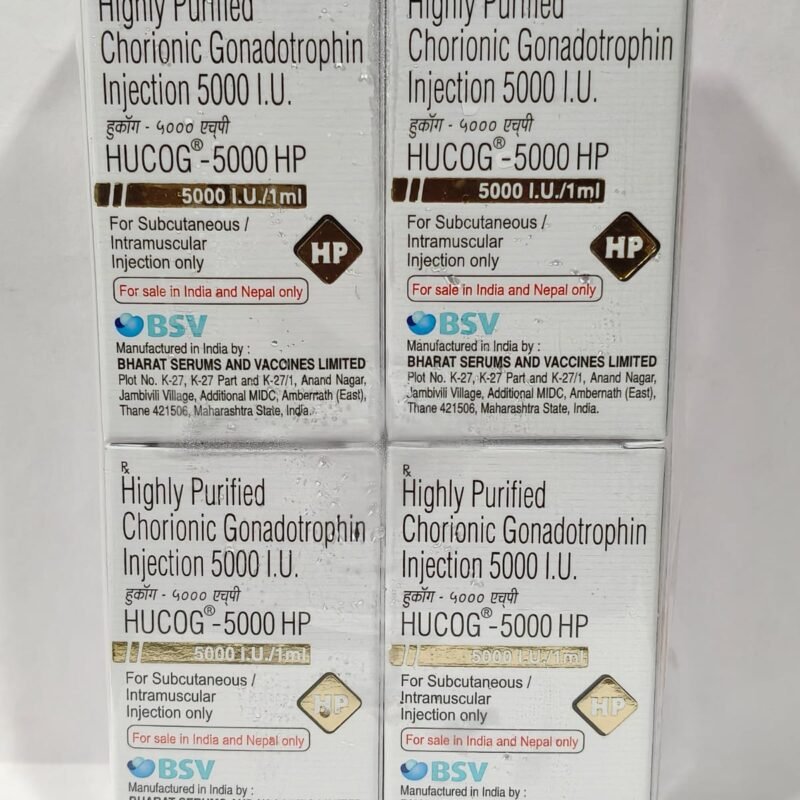 Highly Purified
Chorionic Gonadotrophin
Injection 5000 I.U.
हुकॉग - ५००० एच्पी
HUCOG®-5000 HP
5000 I.U./1ml
For Subcutaneous /
Intramuscular
Injection only
HP
For sale in India and Nepal only
BSV
Manufactured in India by :
BHARAT SERUMS AND VACCINES LIMITED
Plot No. K-27, K-27 Part and K-27/1, Anand Nagar,
Jambivili Village, Additional MIDC, Ambernath (East),
Thane 421506, Maharashtra State, India.
Highly Purified
Chorionic Gonadotrophin
Injection 5000 I.U.
हुकॉग - ५००० एच्पी
HUCOG®-5000 HP
5000 I.U./1ml
For Subcutaneous /
Intramuscular
Injection only
HP
For sale in India and Nepal only
BSV
Manufactured in India by :
BHARAT SERUMS AND VACCINES LIMITED
Plot No. K-27, K-27 Part and K-27/1, Anand Nagar,
Jambivili Village, Additional MIDC, Ambernath (East),
Thane 421506, Maharashtra State, India.
℞
Highly Purified
Chorionic Gonadotrophin
Injection 5000 I.U.
हुकॉग - ५००० एच्पी
HUCOG®-5000 HP
5000 I.U./1ml
For Subcutaneous /
Intramuscular
Injection only
HP
For sale in India and Nepal only
BSV
Manufactured in India by :
℞
Highly Purified
Chorionic Gonadotrophin
Injection 5000 I.U.
हुकॉग - ५००० एच्पी
HUCOG®-5000 HP
5000 I.U./1ml
For Subcutaneous /
Intramuscular
Injection only
HP
For sale in India and Nepal only
BSV
Manufactured in India by :